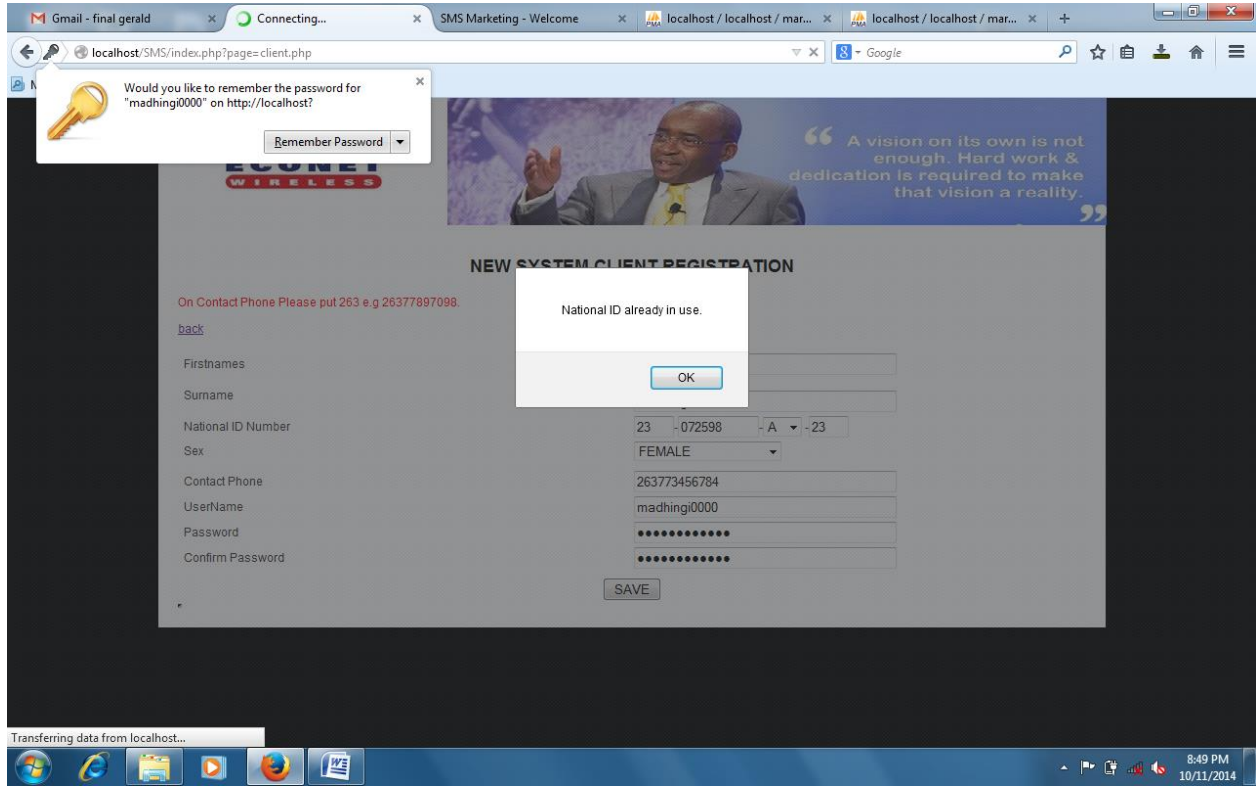 Gmail - final gerald
Connecting...
SMS Marketing - Welcome
localhost / localhost / mar...
localhost / localhost / mar...
localhost/SMS/index.php?page=client.php
Google
Would you like to remember the password for
"madhingi0000" on http://localhost?
Remember Password
ECONET
WIRELESS
“ A vision on its own is not
enough. Hard work &
dedication is required to make
that vision a reality.
”
NEW SYSTEM CLIENT REGISTRATION
National ID already in use.
OK
On Contact Phone Please put 263 e.g 26377897098.
back
Firstnames
Surname
National ID Number 23 - 072598 - A - 23
Sex FEMALE
Contact Phone 263773456784
UserName madhingi0000
Password ••••••••••••
Confirm Password ••••••••••••
SAVE
Transferring data from localhost...
8:49 PM
10/11/2014